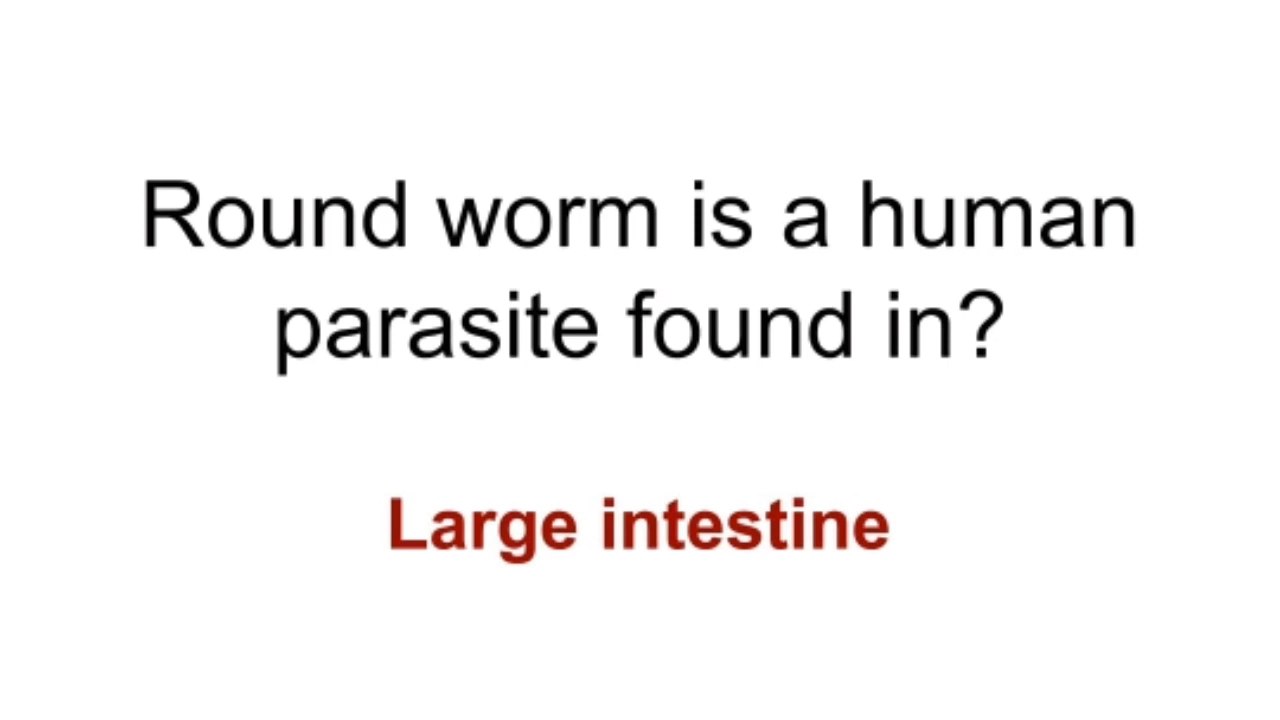 Round worm is a human
parasite found in?
Large intestine